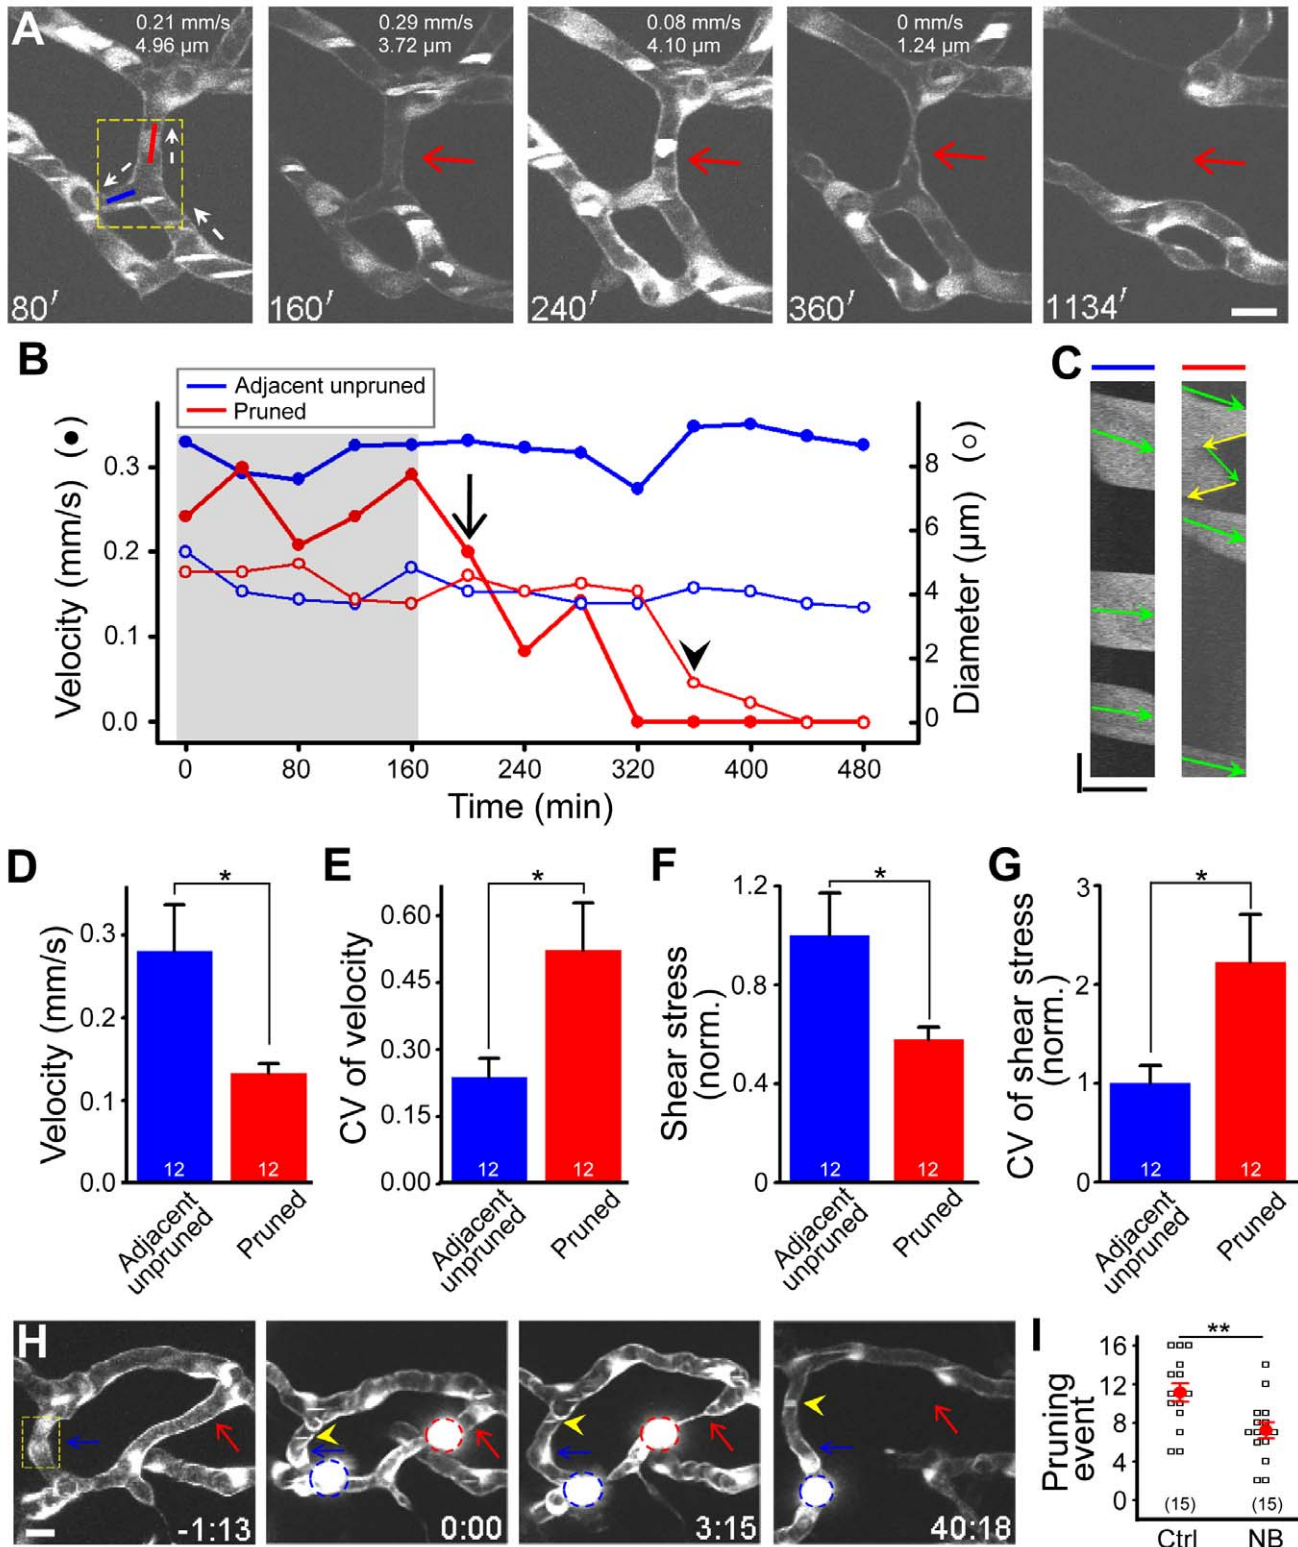 A
0.21 mm/s
4.96 µm
80′
0.29 mm/s
3.72 µm
160′
0.08 mm/s
4.10 µm
240′
0 mm/s
1.24 µm
360′
1134′
B
Adjacent unpruned
Pruned
Velocity (mm/s) (●)
0.3
0.2
0.1
0.0
Diameter (µm) (○)
8
6
4
2
0
0 80 160 240 320 400 480
Time (min)
C
D
Velocity (mm/s)
0.3
0.2
0.1
0.0
*
12 12
Adjacent
unpruned
Pruned
E
CV of velocity
0.60
0.45
0.30
0.15
0.00
*
12 12
Adjacent
unpruned
Pruned
F
Shear stress
(norm.)
1.2
0.8
0.4
0
*
12 12
Adjacent
unpruned
Pruned
G
CV of shear stress
(norm.)
3
2
1
0
*
12 12
Adjacent
unpruned
Pruned
H
-1:13
0:00
3:15
40:18
I
Pruning
event
16
12
8
4
0
**
(15) (15)
Ctrl NB